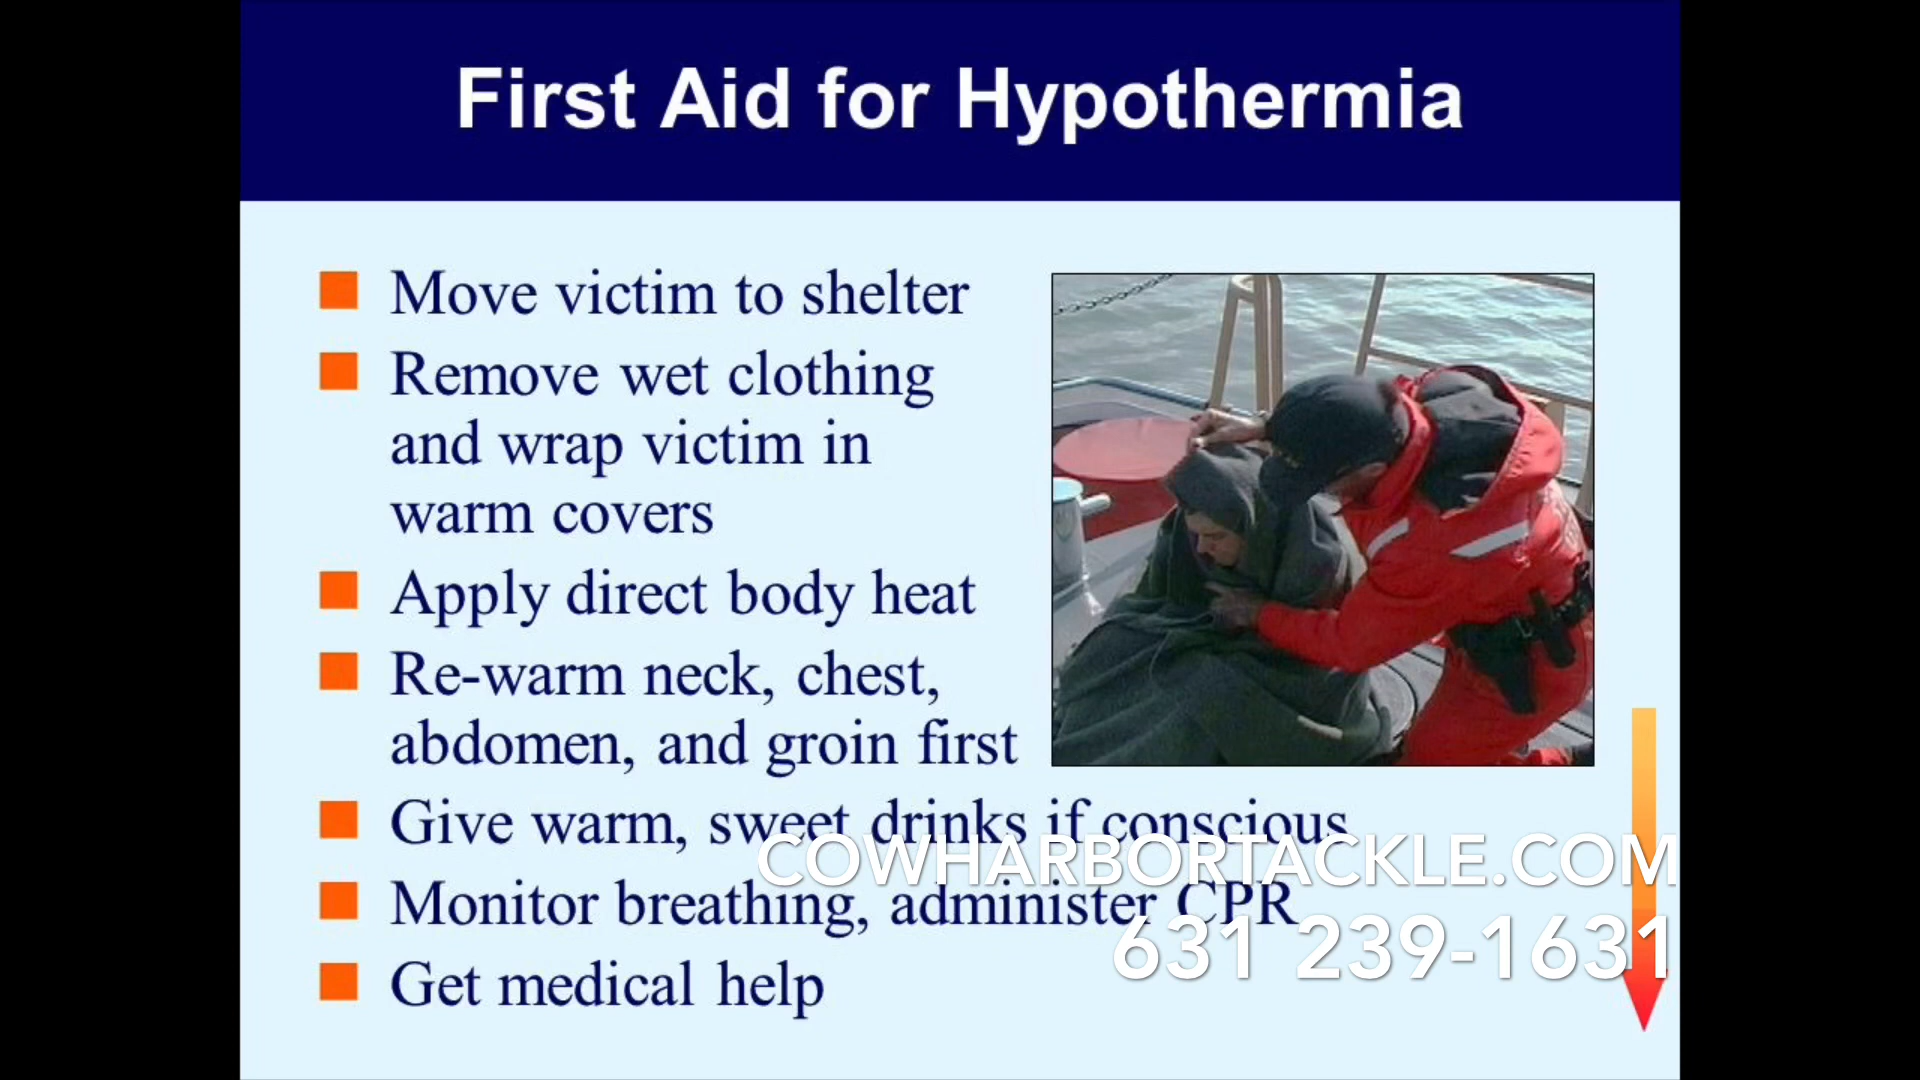 First Aid for Hypothermia
Move victim to shelter
Remove wet clothing
and wrap victim in
warm covers
Apply direct body heat
Re-warm neck, chest,
abdomen, and groin first
Give warm, sweet drinks if conscious
COWHARBORTACKLE.COM
Monitor breathing, administer CPR
631 239-1631
Get medical help